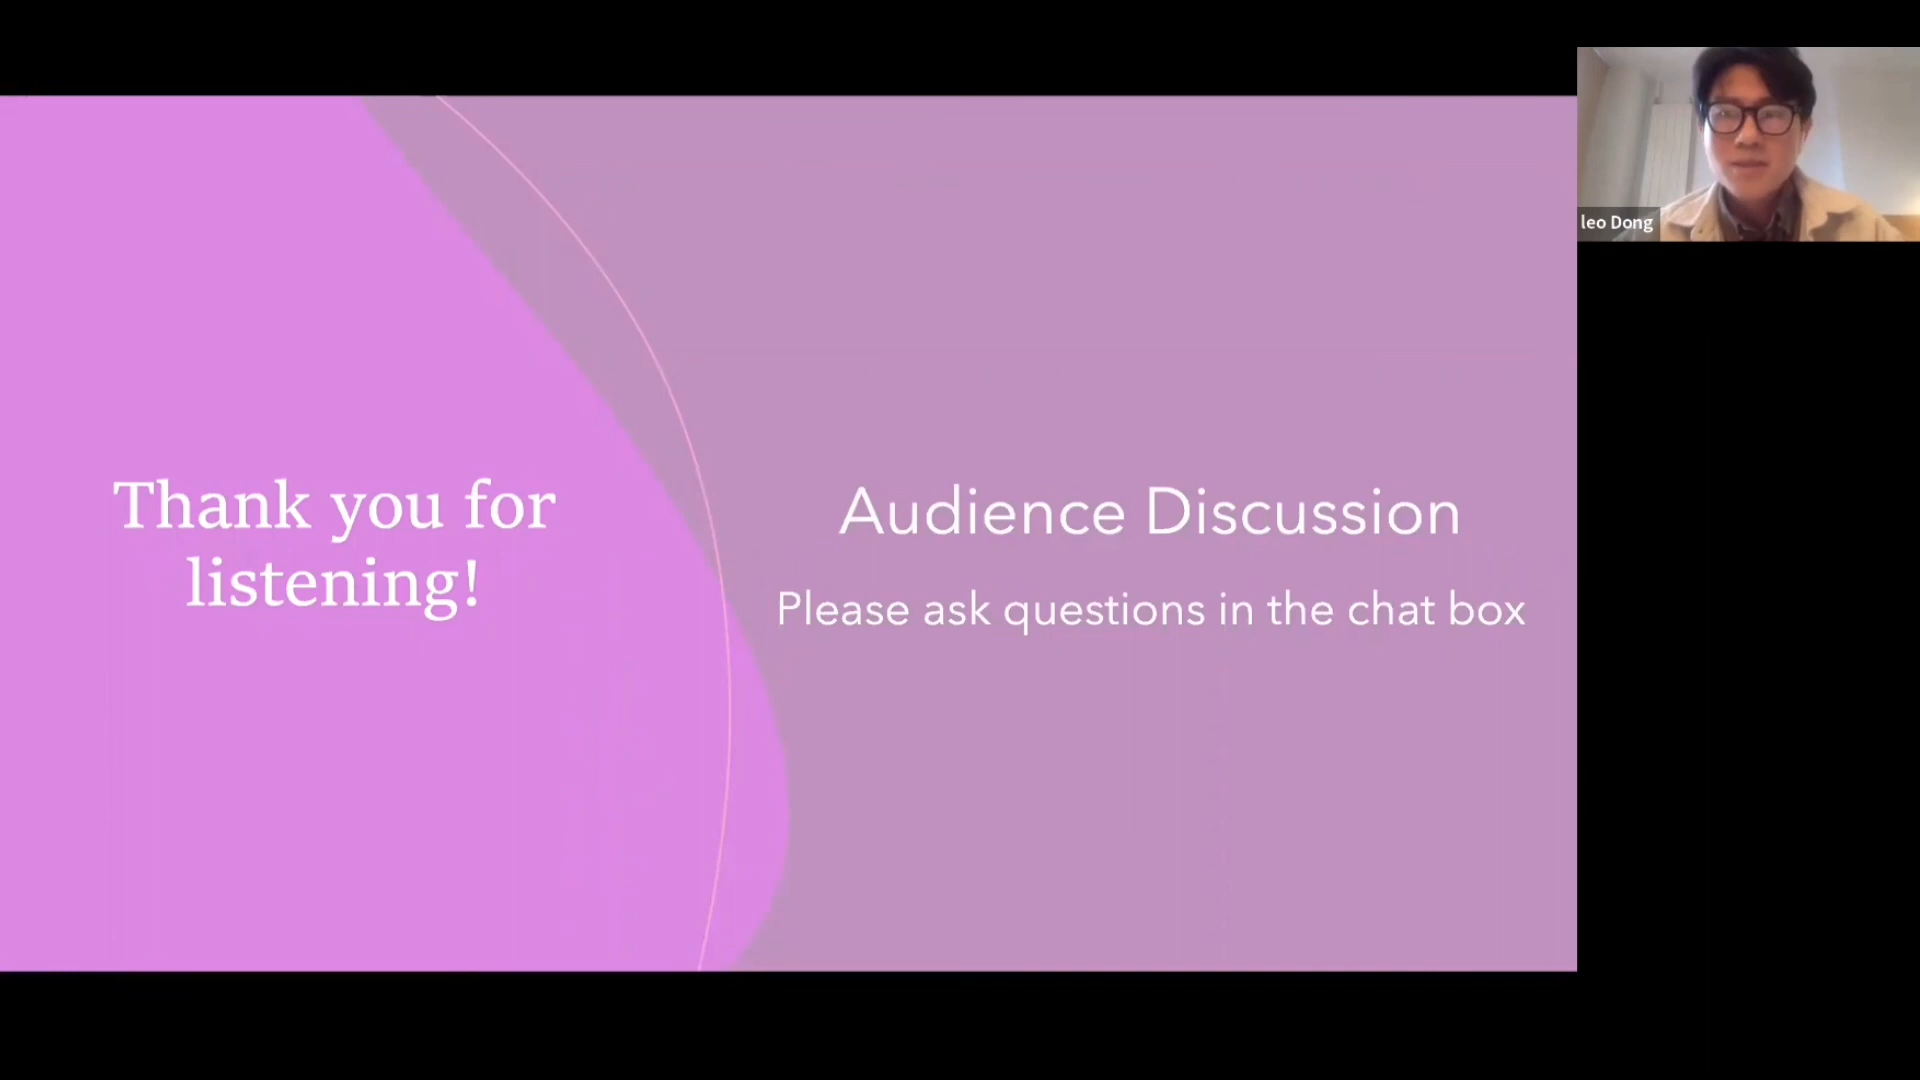 Thank you for
listening!
Audience Discussion
Please ask questions in the chat box
leo Dong